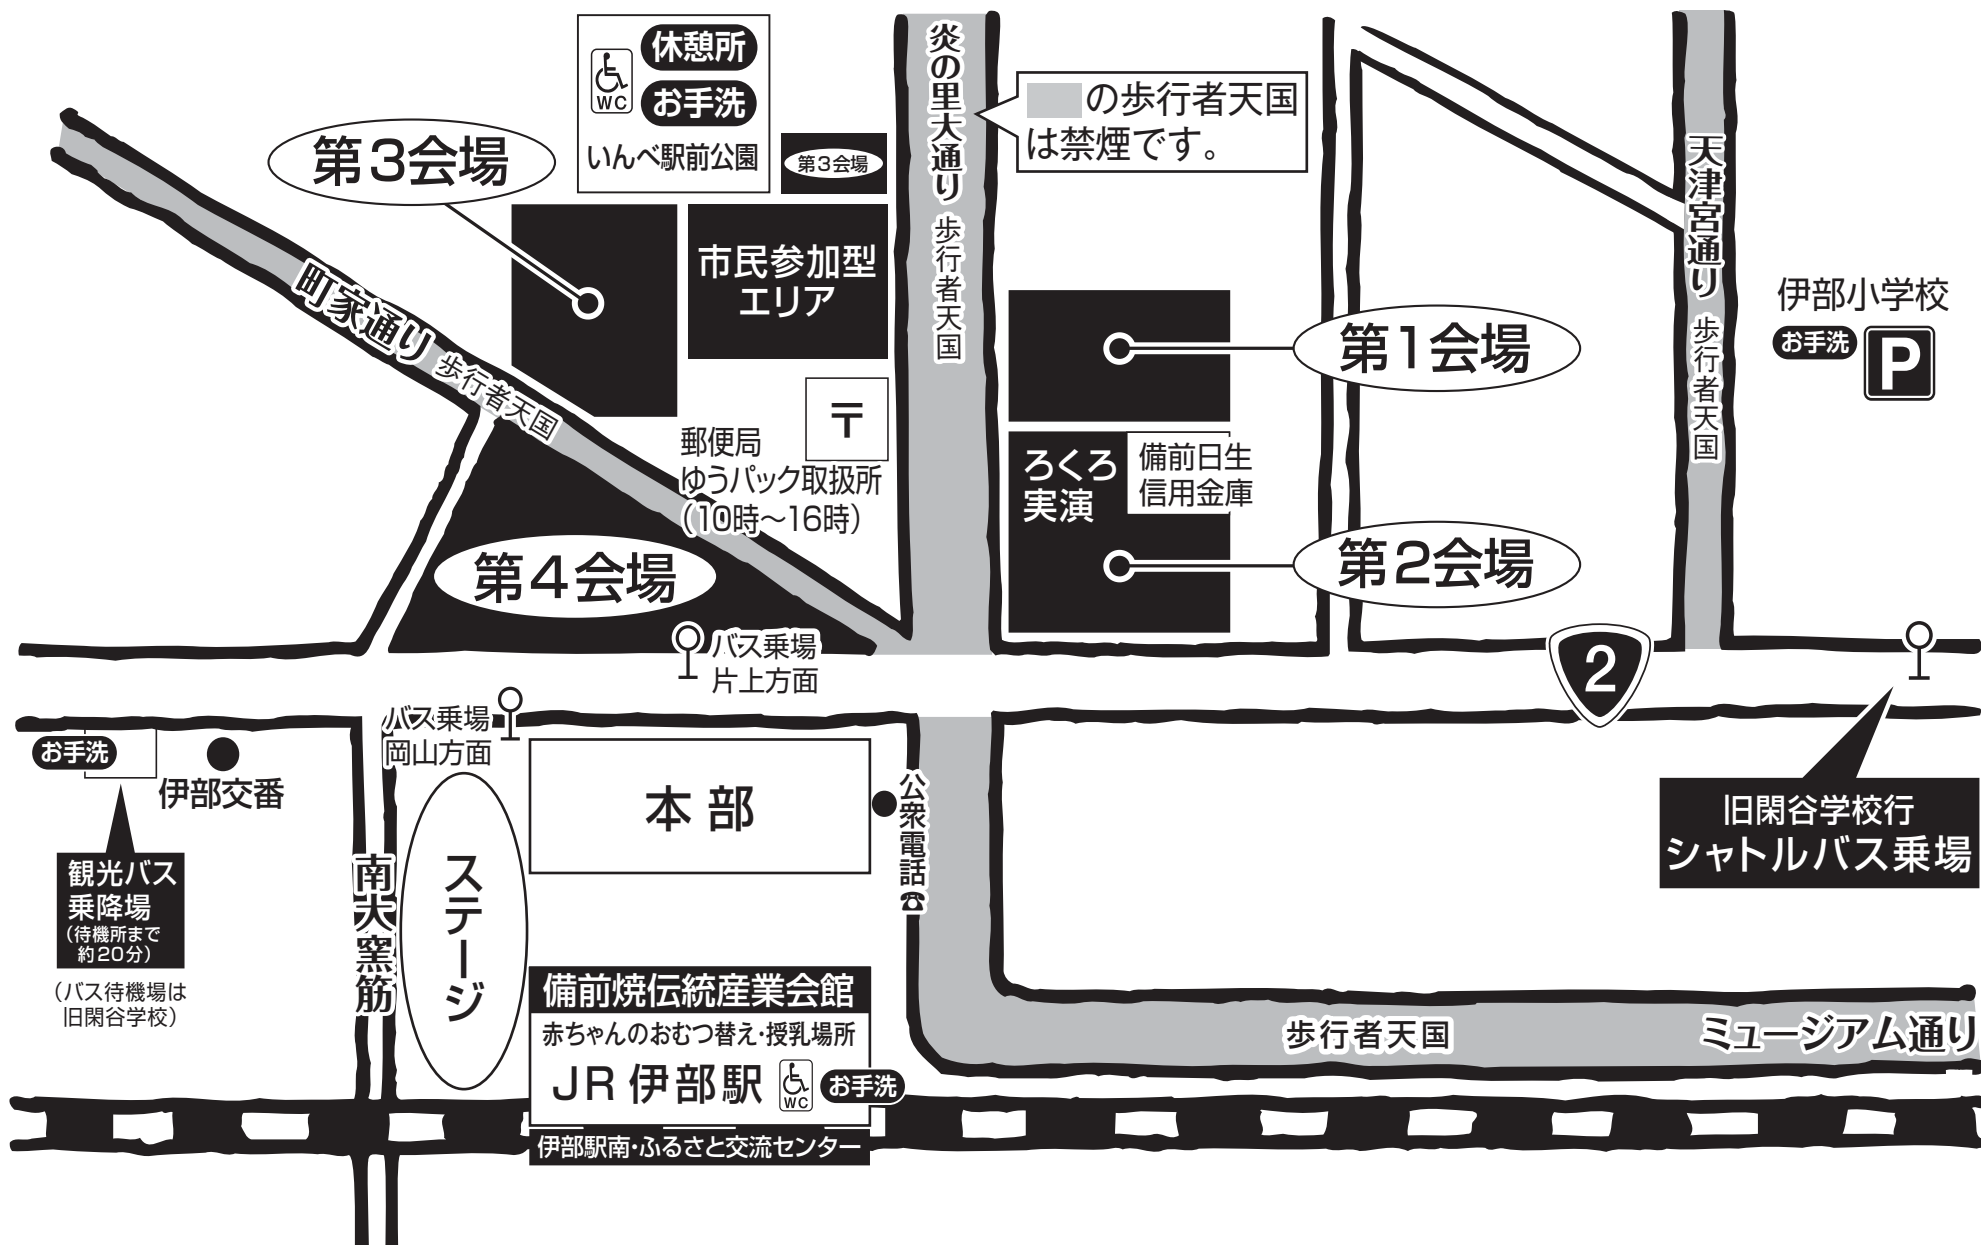 休憩所
WC
お手洗
いんべ駅前公園
第3会場
第3会場
市民参加型
エリア
炎の里大通り 歩行者天国
の歩行者天国
は禁煙です。
天津宮通り 歩行者天国
伊部小学校
お手洗
P
町家通り 歩行者天国
第1会場
〒
郵便局
ゆうパック取扱所
(10時〜16時)
ろくろ
実演
備前日生
信用金庫
第4会場
第2会場
バス乗場
片上方面
2
バス乗場
岡山方面
お手洗
伊部交番
観光バス
乗降場
(待機所まで
約20分)
(バス待機場は
旧閑谷学校)
南大窯筋
ステージ
本部
公衆電話☎
旧閑谷学校行
シャトルバス乗場
備前焼伝統産業会館
赤ちゃんのおむつ替え・授乳場所
JR 伊部駅
WC
お手洗
伊部駅南・ふるさと交流センター
歩行者天国
ミュージアム通り